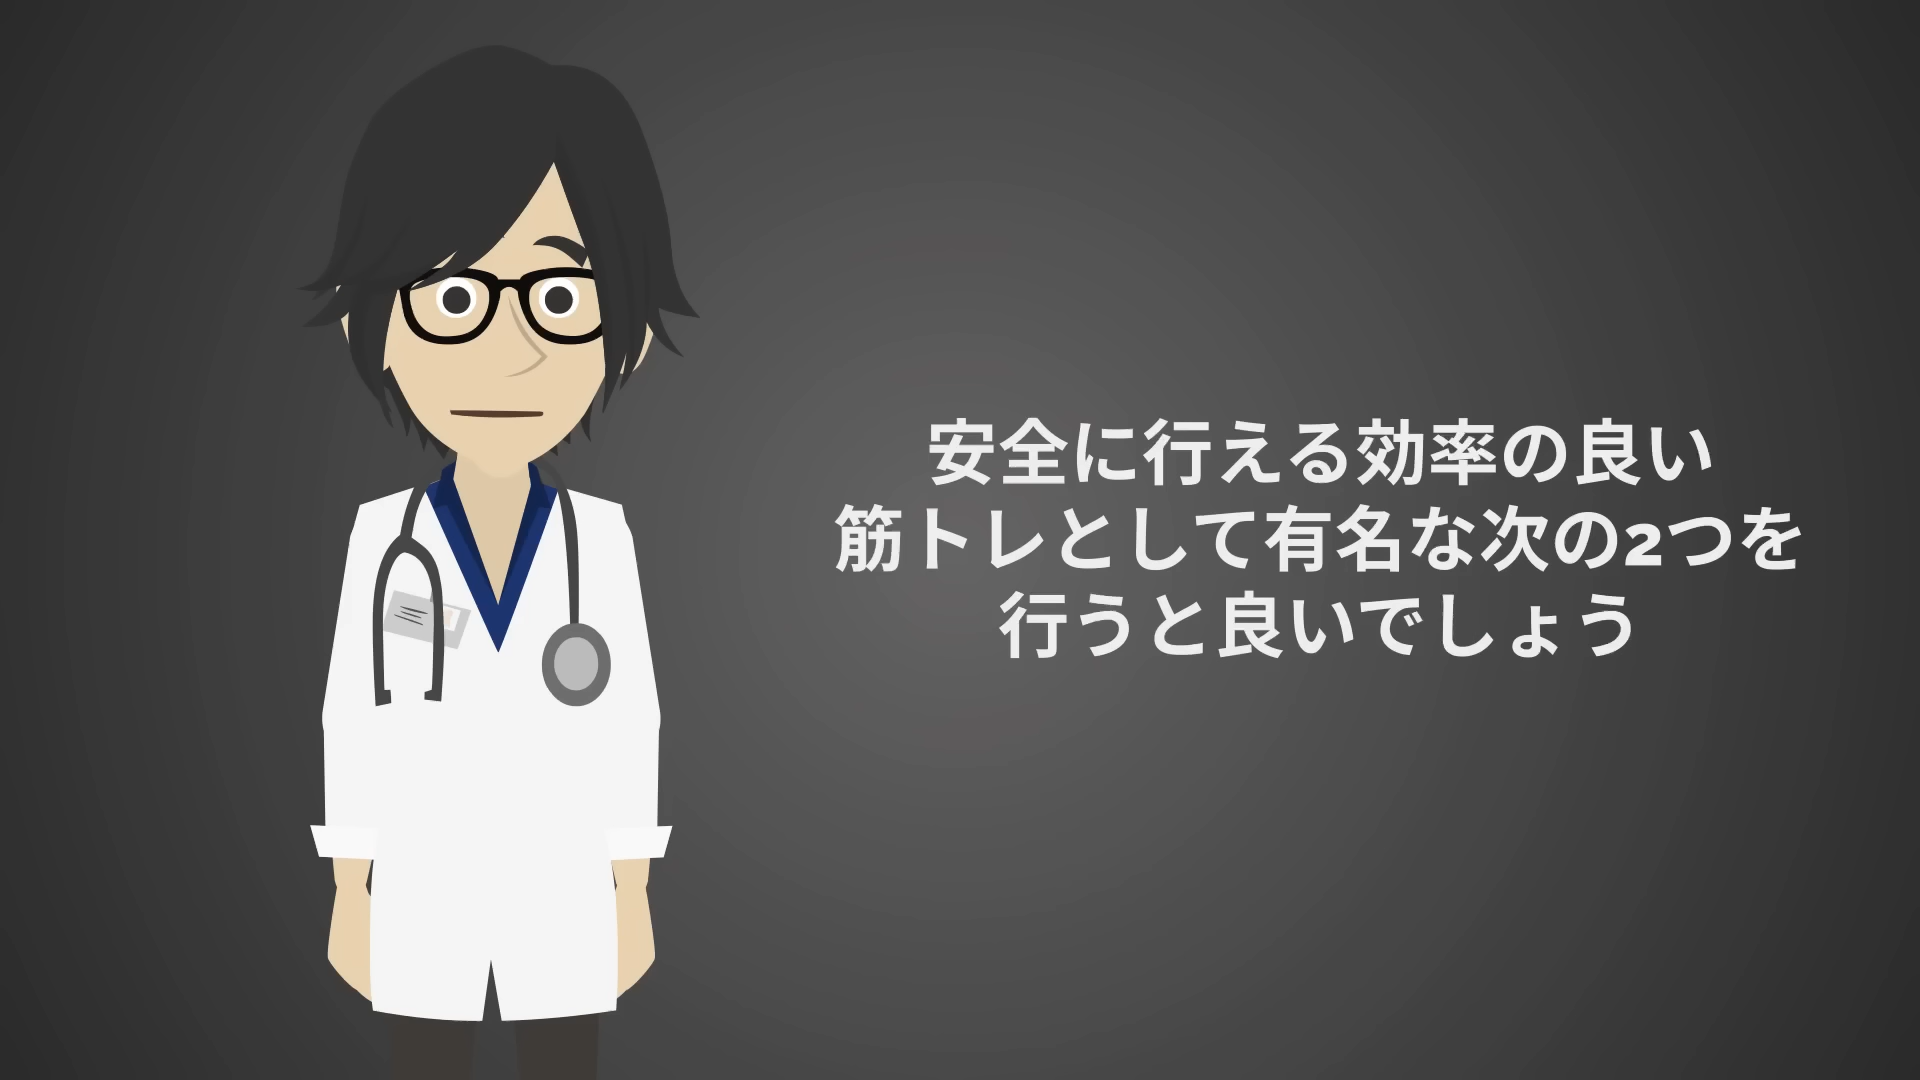 安全に行える効率の良い
筋トレとして有名な次の2つを
行うと良いでしょう